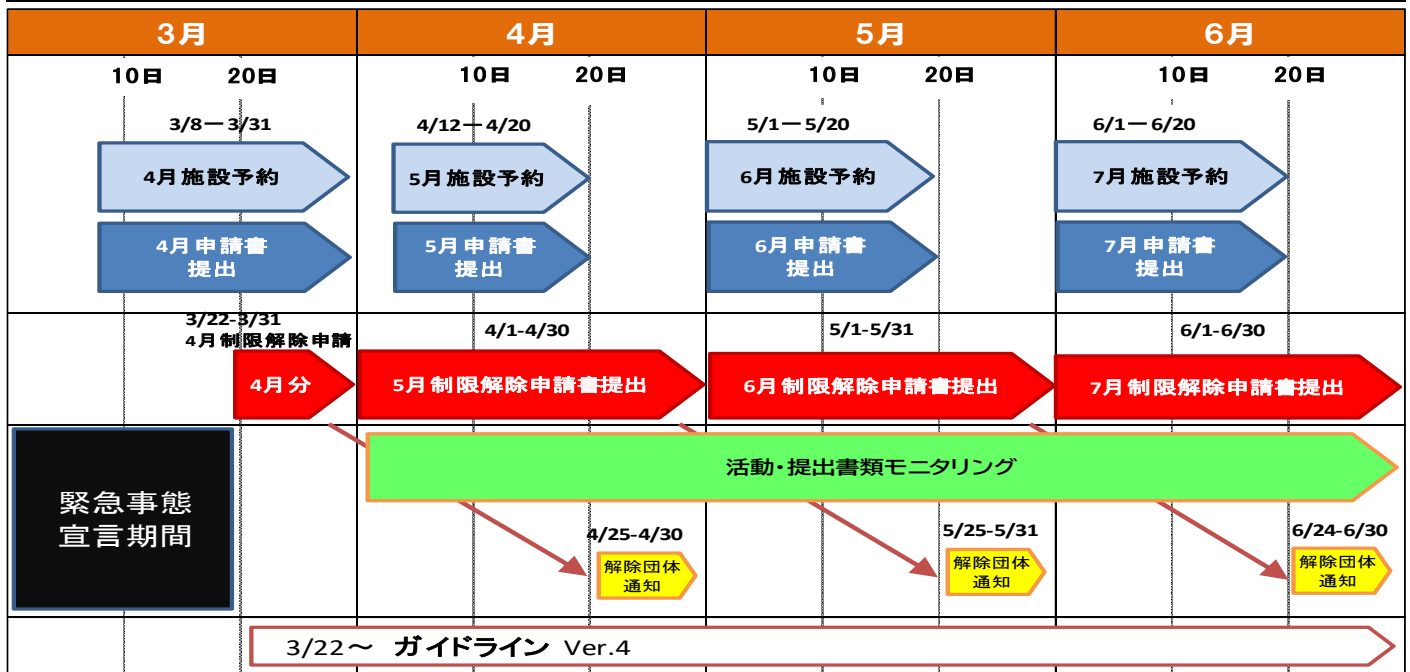 3月 4月 5月 6月
10日 20日 10日 20日 10日 20日 10日 20日
3/8－3/31 4/12－4/20 5/1－5/20 6/1－6/20
4月施設予約 5月施設予約 6月施設予約 7月施設予約
4月申請書 5月申請書 6月申請書 7月申請書
提出 提出 提出 提出
3/22-3/31 4/1-4/30 5/1-5/31 6/1-6/30
4月制限解除申請
4月分 5月制限解除申請書提出 6月制限解除申請書提出 7月制限解除申請書提出
活動・提出書類モニタリング
緊急事態
宣言期間
4/25-4/30 5/25-5/31 6/24-6/30
解除団体 解除団体 解除団体
通知 通知 通知
3/22～ ガイドライン Ver.4